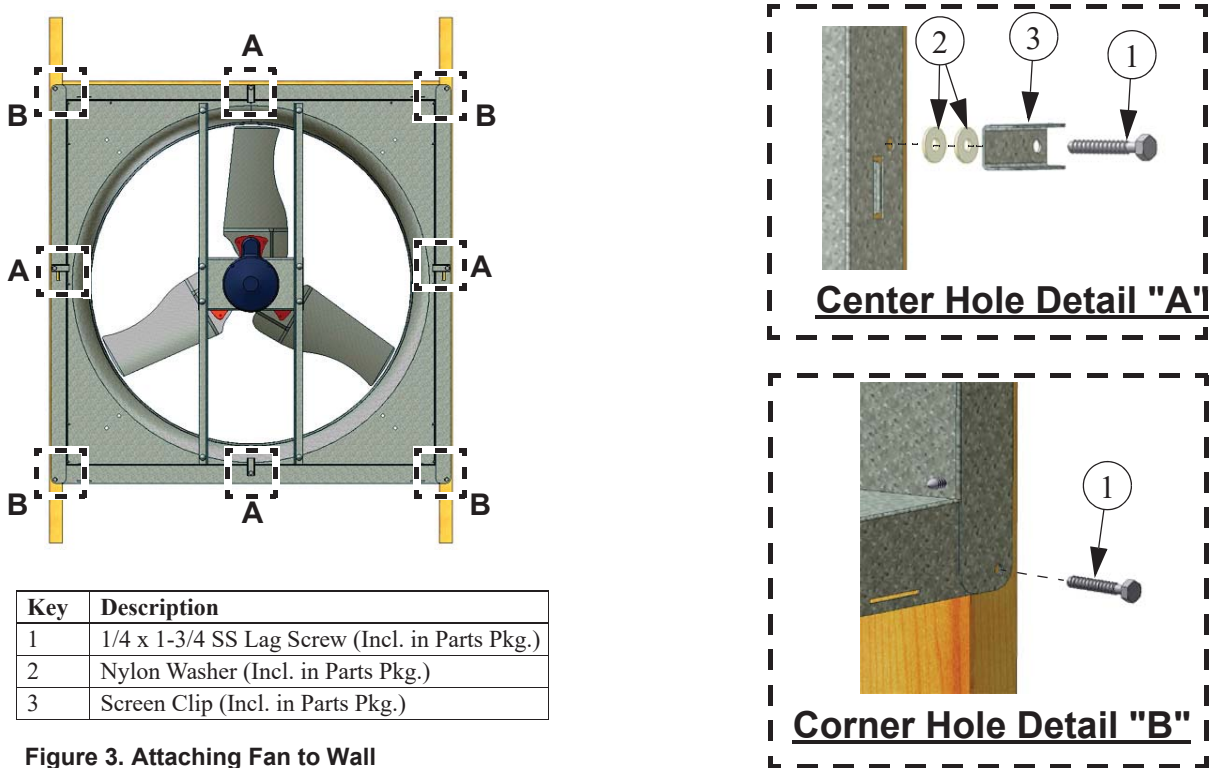 A
B
B
A
A
B
B
A
Key Description
1 1/4 x 1-3/4 SS Lag Screw (Incl. in Parts Pkg.)
2 Nylon Washer (Incl. in Parts Pkg.)
3 Screen Clip (Incl. in Parts Pkg.)
Figure 3. Attaching Fan to Wall
2
3
1
Center Hole Detail "A"
1
Corner Hole Detail "B"